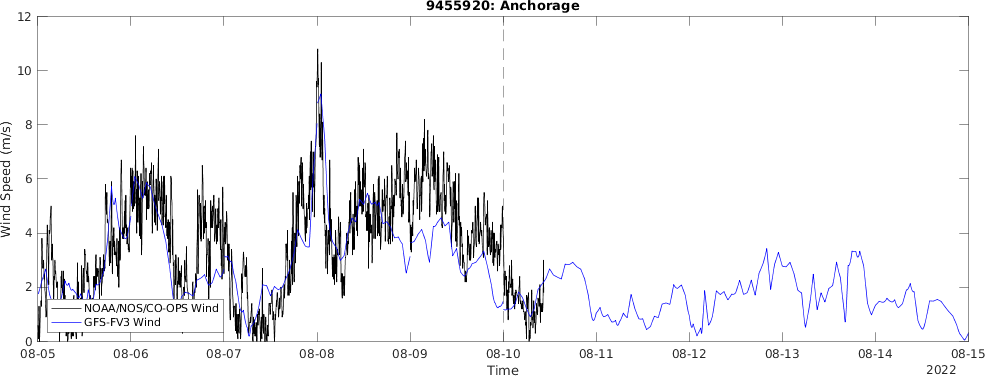 9455920: Anchorage
12
10
8
6
4
2
0
Wind Speed (m/s)
NOAA/NOS/CO-OPS Wind
GFS-FV3 Wind
08-05 08-06 08-07 08-08 08-09 08-10 08-11 08-12 08-13 08-14 08-15
Time
2022